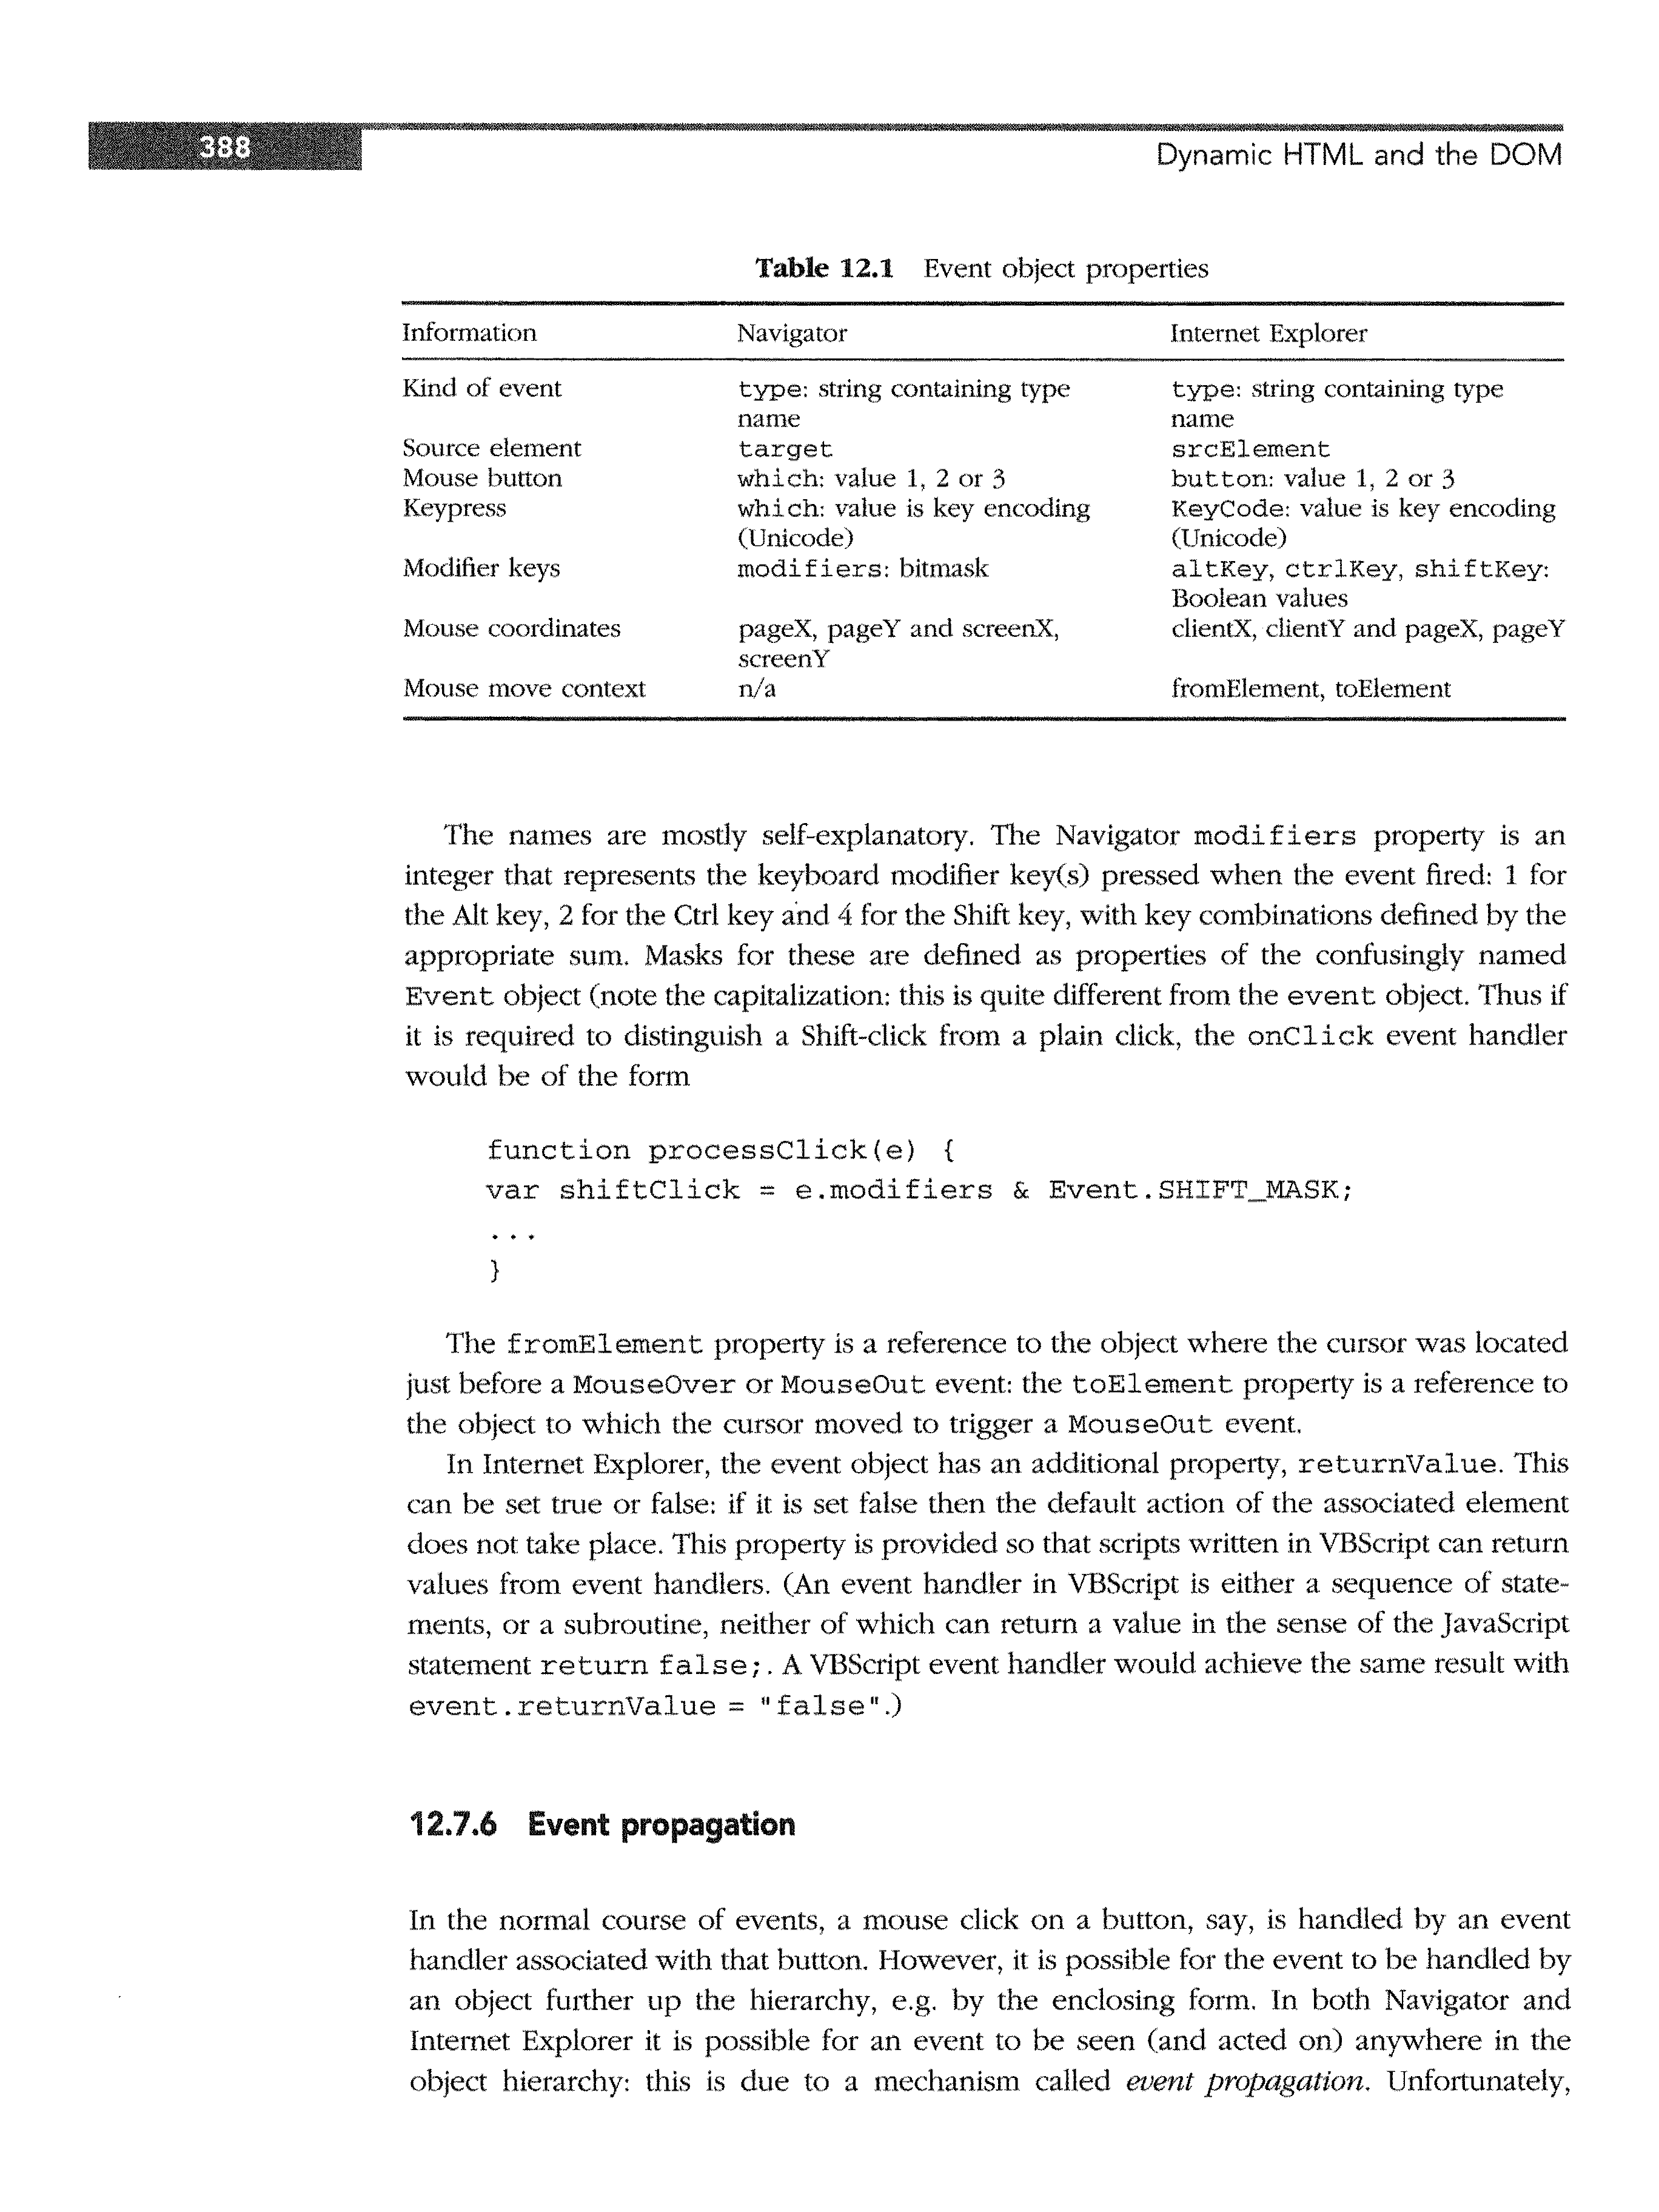 388
Dynamic HTML and the DOM
Table 12.1 Event object properties
Information Navigator Internet Explorer
Kind of event type: string containing type type: string containing type
name name
Source element target srcElement
Mouse button which: value 1, 2 or 3 button: value 1, 2 or 3
Keypress which: value is key encoding KeyCode: value is key encoding
(Unicode) (Unicode)
Modifier keys modifiers: bitmask altKey, ctrlKey, shiftKey:
Boolean values
Mouse coordinates pageX, pageY and screenX, clientX, clientY and pageX, pageY
screenY
Mouse move context n/a fromElement, toElement
The names are mostly self-explanatory. The Navigator modifiers property is an
integer that represents the keyboard modifier key(s) pressed when the event fired: 1 for
the Alt key, 2 for the Ctrl key and 4 for the Shift key, with key combinations defined by the
appropriate sum. Masks for these are defined as properties of the confusingly named
Event object (note the capitalization: this is quite different from the event object. Thus if
it is required to distinguish a Shift-click from a plain click, the onClick event handler
would be of the form
function processClick(e) {
var shiftClick = e.modifiers & Event.SHIFT_MASK;
...
}
The fromElement property is a reference to the object where the cursor was located
just before a MouseOver or MouseOut event: the toElement property is a reference to
the object to which the cursor moved to trigger a MouseOut event.
In Internet Explorer, the event object has an additional property, returnValue. This
can be set true or false: if it is set false then the default action of the associated element
does not take place. This property is provided so that scripts written in VBScript can return
values from event handlers. (An event handler in VBScript is either a sequence of state-
ments, or a subroutine, neither of which can return a value in the sense of the JavaScript
statement return false;. A VBScript event handler would achieve the same result with
event.returnValue = "false".)
12.7.6 Event propagation
In the normal course of events, a mouse click on a button, say, is handled by an event
handler associated with that button. However, it is possible for the event to be handled by
an object further up the hierarchy, e.g. by the enclosing form. In both Navigator and
Internet Explorer it is possible for an event to be seen (and acted on) anywhere in the
object hierarchy: this is due to a mechanism called event propagation. Unfortunately,